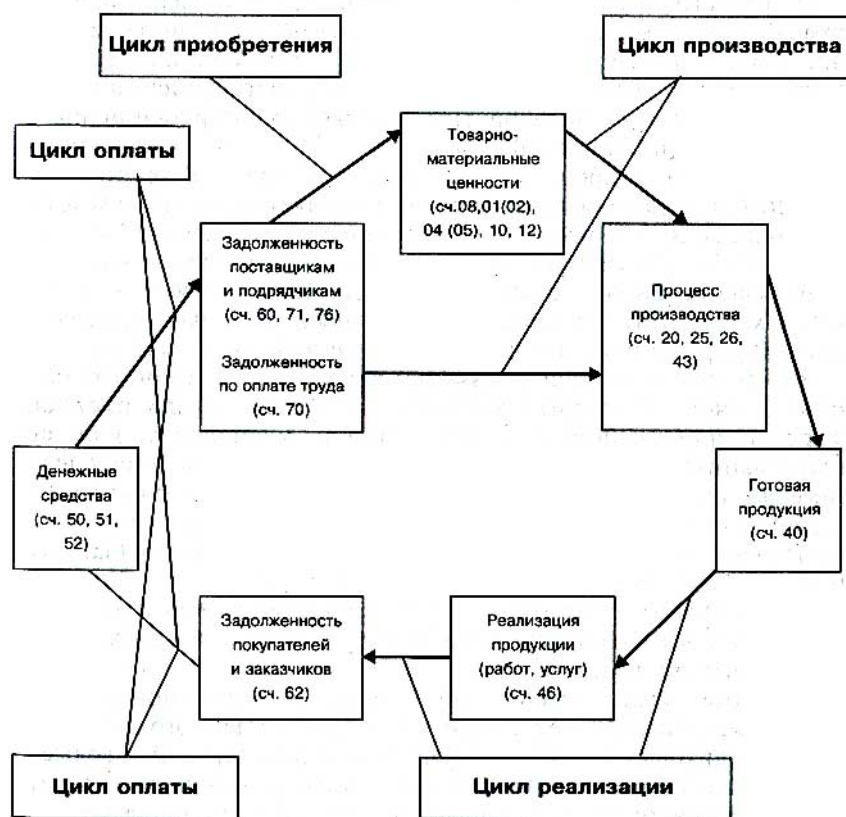 Цикл приобретения
Цикл производства
Цикл оплаты
Товарно-
материальные
ценности
(сч.08,01(02),
04 (05), 10, 12)
Задолженность
поставщикам
и подрядчикам
(сч. 60, 71, 76)
Задолженность
по оплате труда
(сч. 70)
Процесс
производства
(сч. 20, 25, 26,
43)
Денежные
средства
(сч. 50, 51,
52)
Готовая
продукция
(сч. 40)
Задолженность
покупателей
и заказчиков
(сч. 62)
Реализация
продукции
(работ, услуг)
(сч. 46)
Цикл оплаты
Цикл реализации